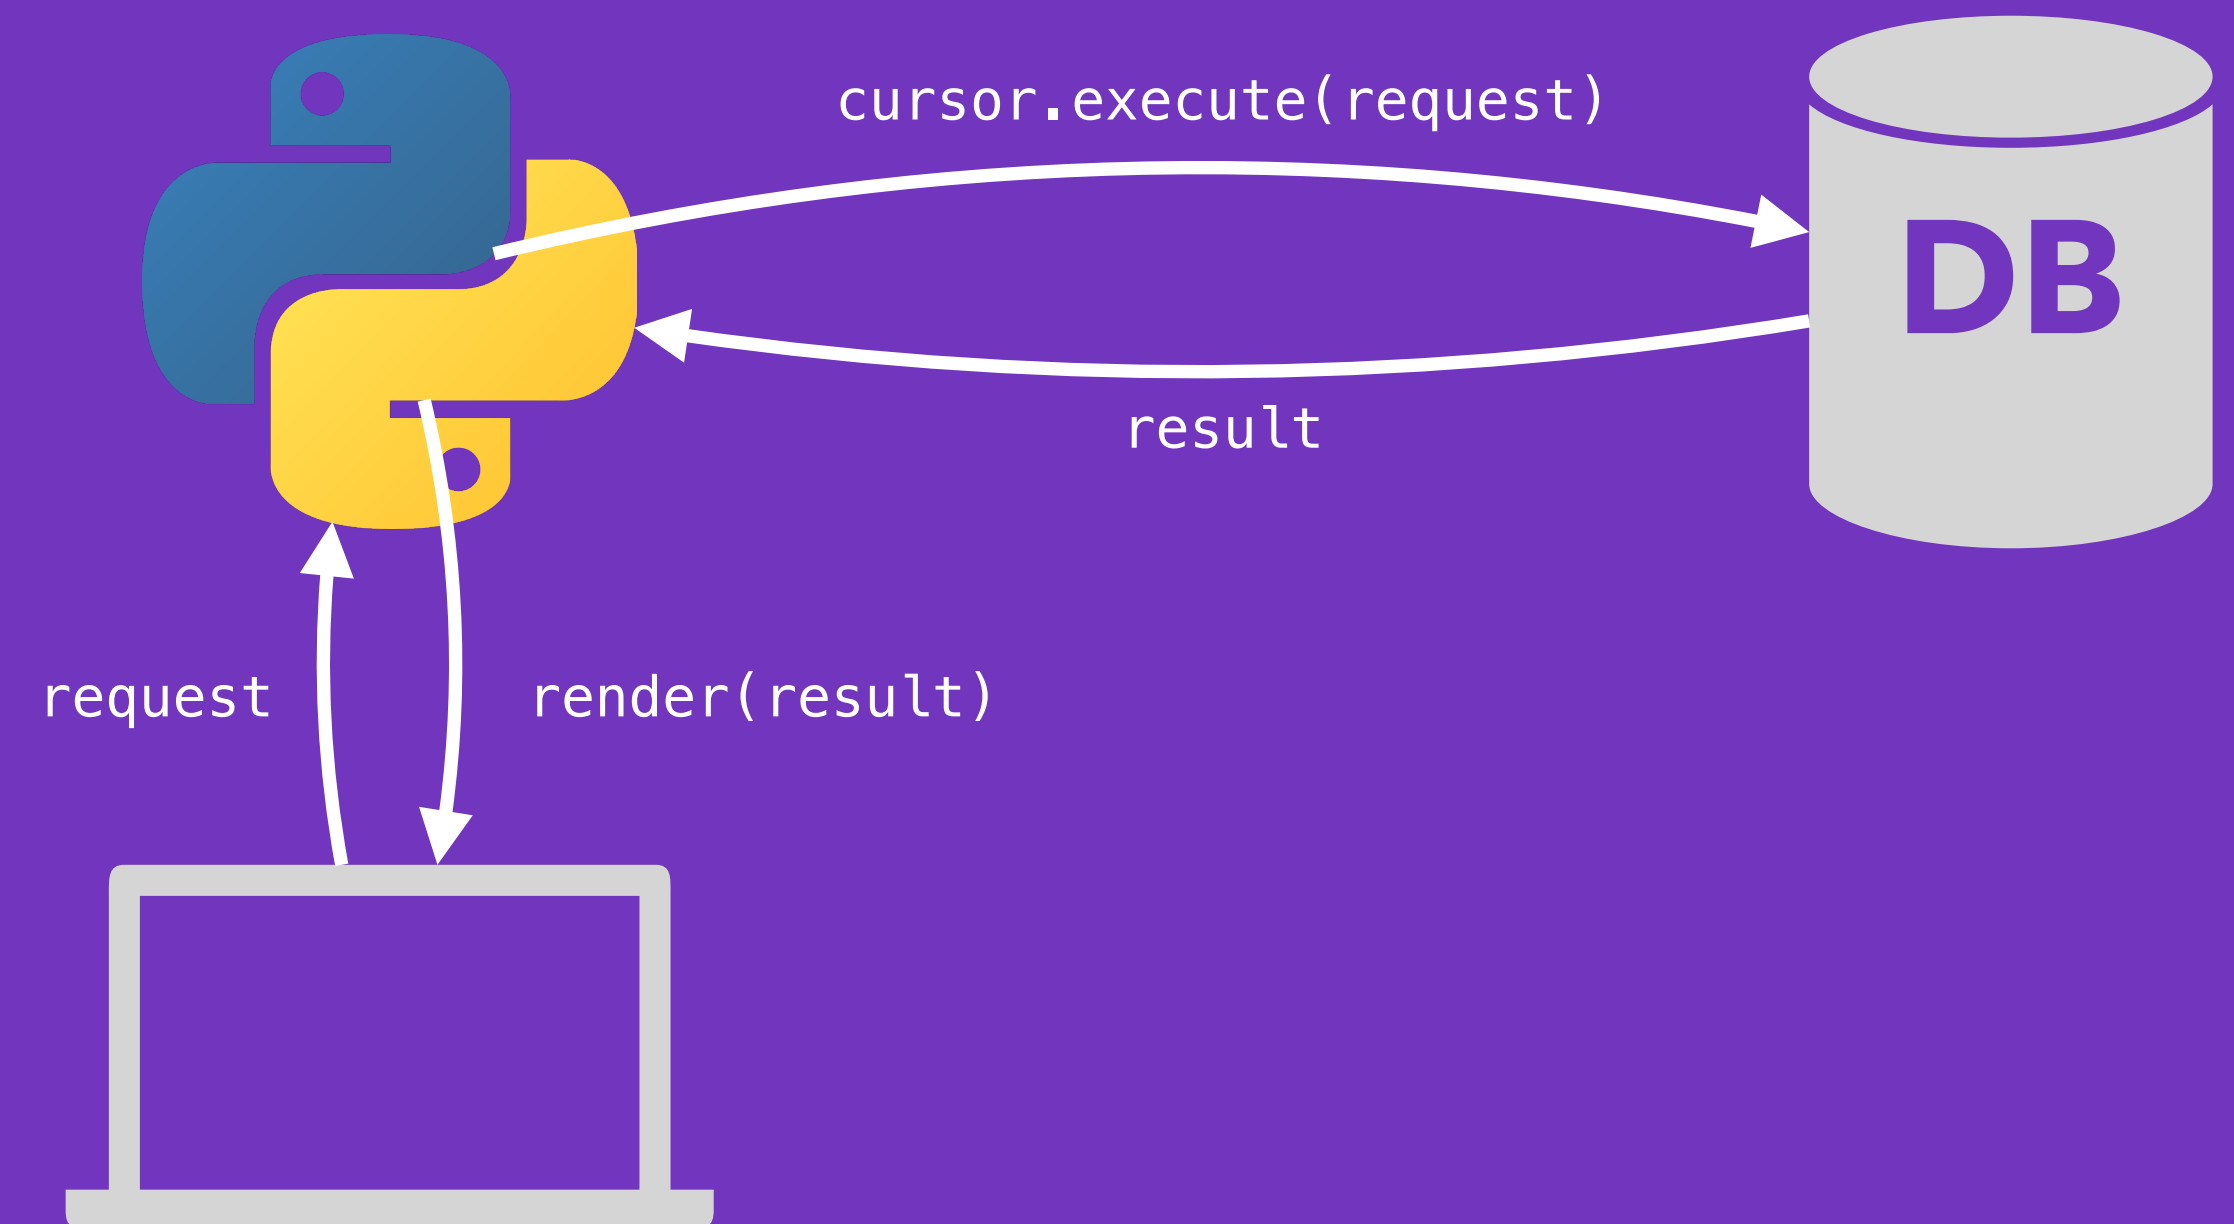 cursor.execute(request)
DB
result
request
render(result)